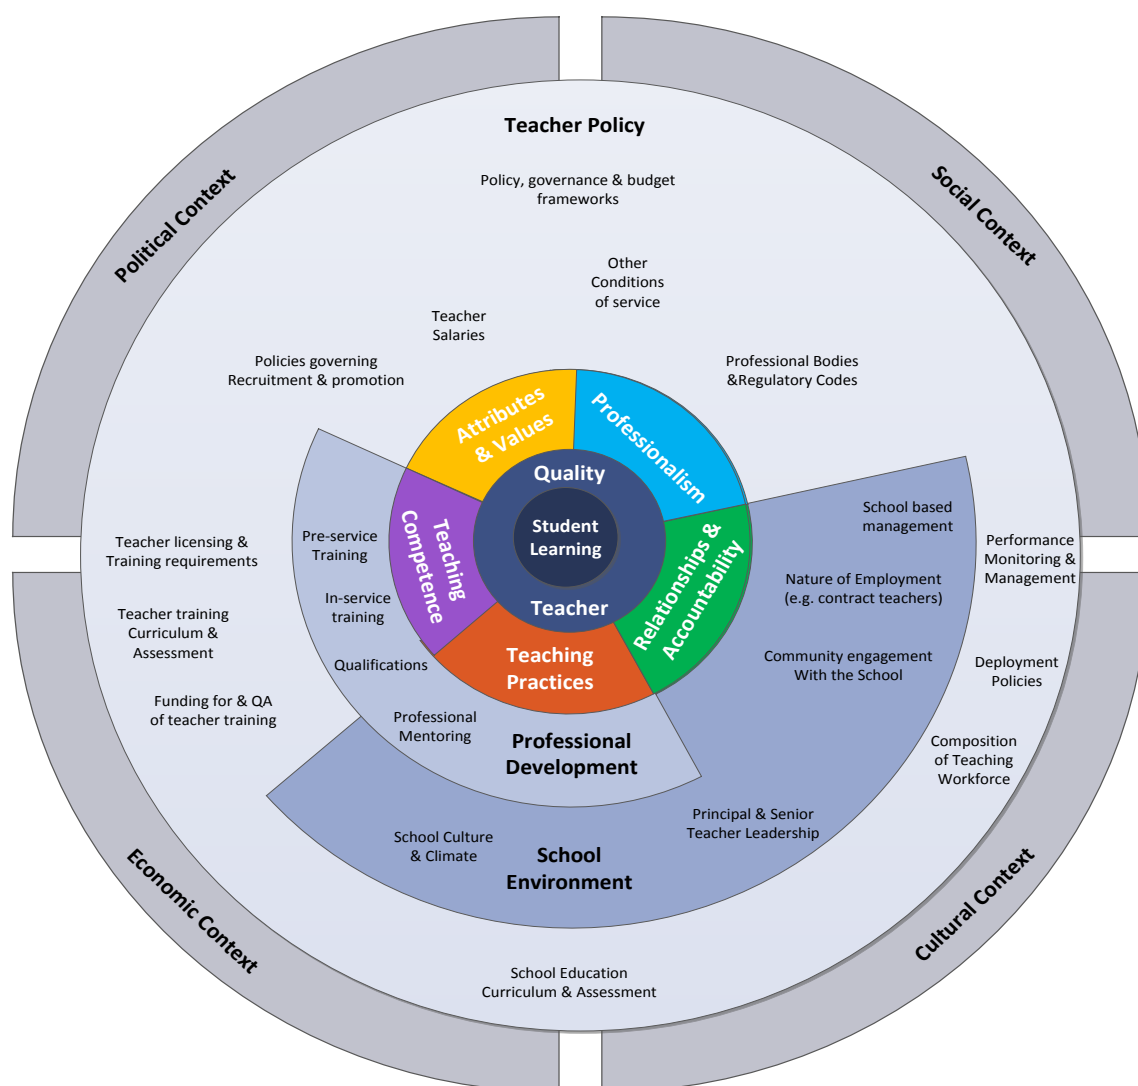 Teacher Policy
Policy, governance & budget
frameworks
Political Context
Social Context
Other
Conditions
of service
Teacher
Salaries
Policies governing
Recruitment & promotion
Professional Bodies
&Regulatory Codes
Attributes
& Values
Professionalism
Quality
Teacher
Student
Learning
Teaching
Competence
Relationships &
Accountability
Teaching
Practices
Pre-service
Training
In-service
training
Qualifications
Professional
Mentoring
Professional
Development
School based
management
Nature of Employment
(e.g. contract teachers)
Community engagement
With the School
Principal & Senior
Teacher Leadership
School Culture
& Climate
School
Environment
Teacher licensing &
Training requirements
Teacher training
Curriculum &
Assessment
Funding for & QA
of teacher training
Performance
Monitoring &
Management
Deployment
Policies
Composition
of Teaching
Workforce
School Education
Curriculum & Assessment
Economic Context
Cultural Context